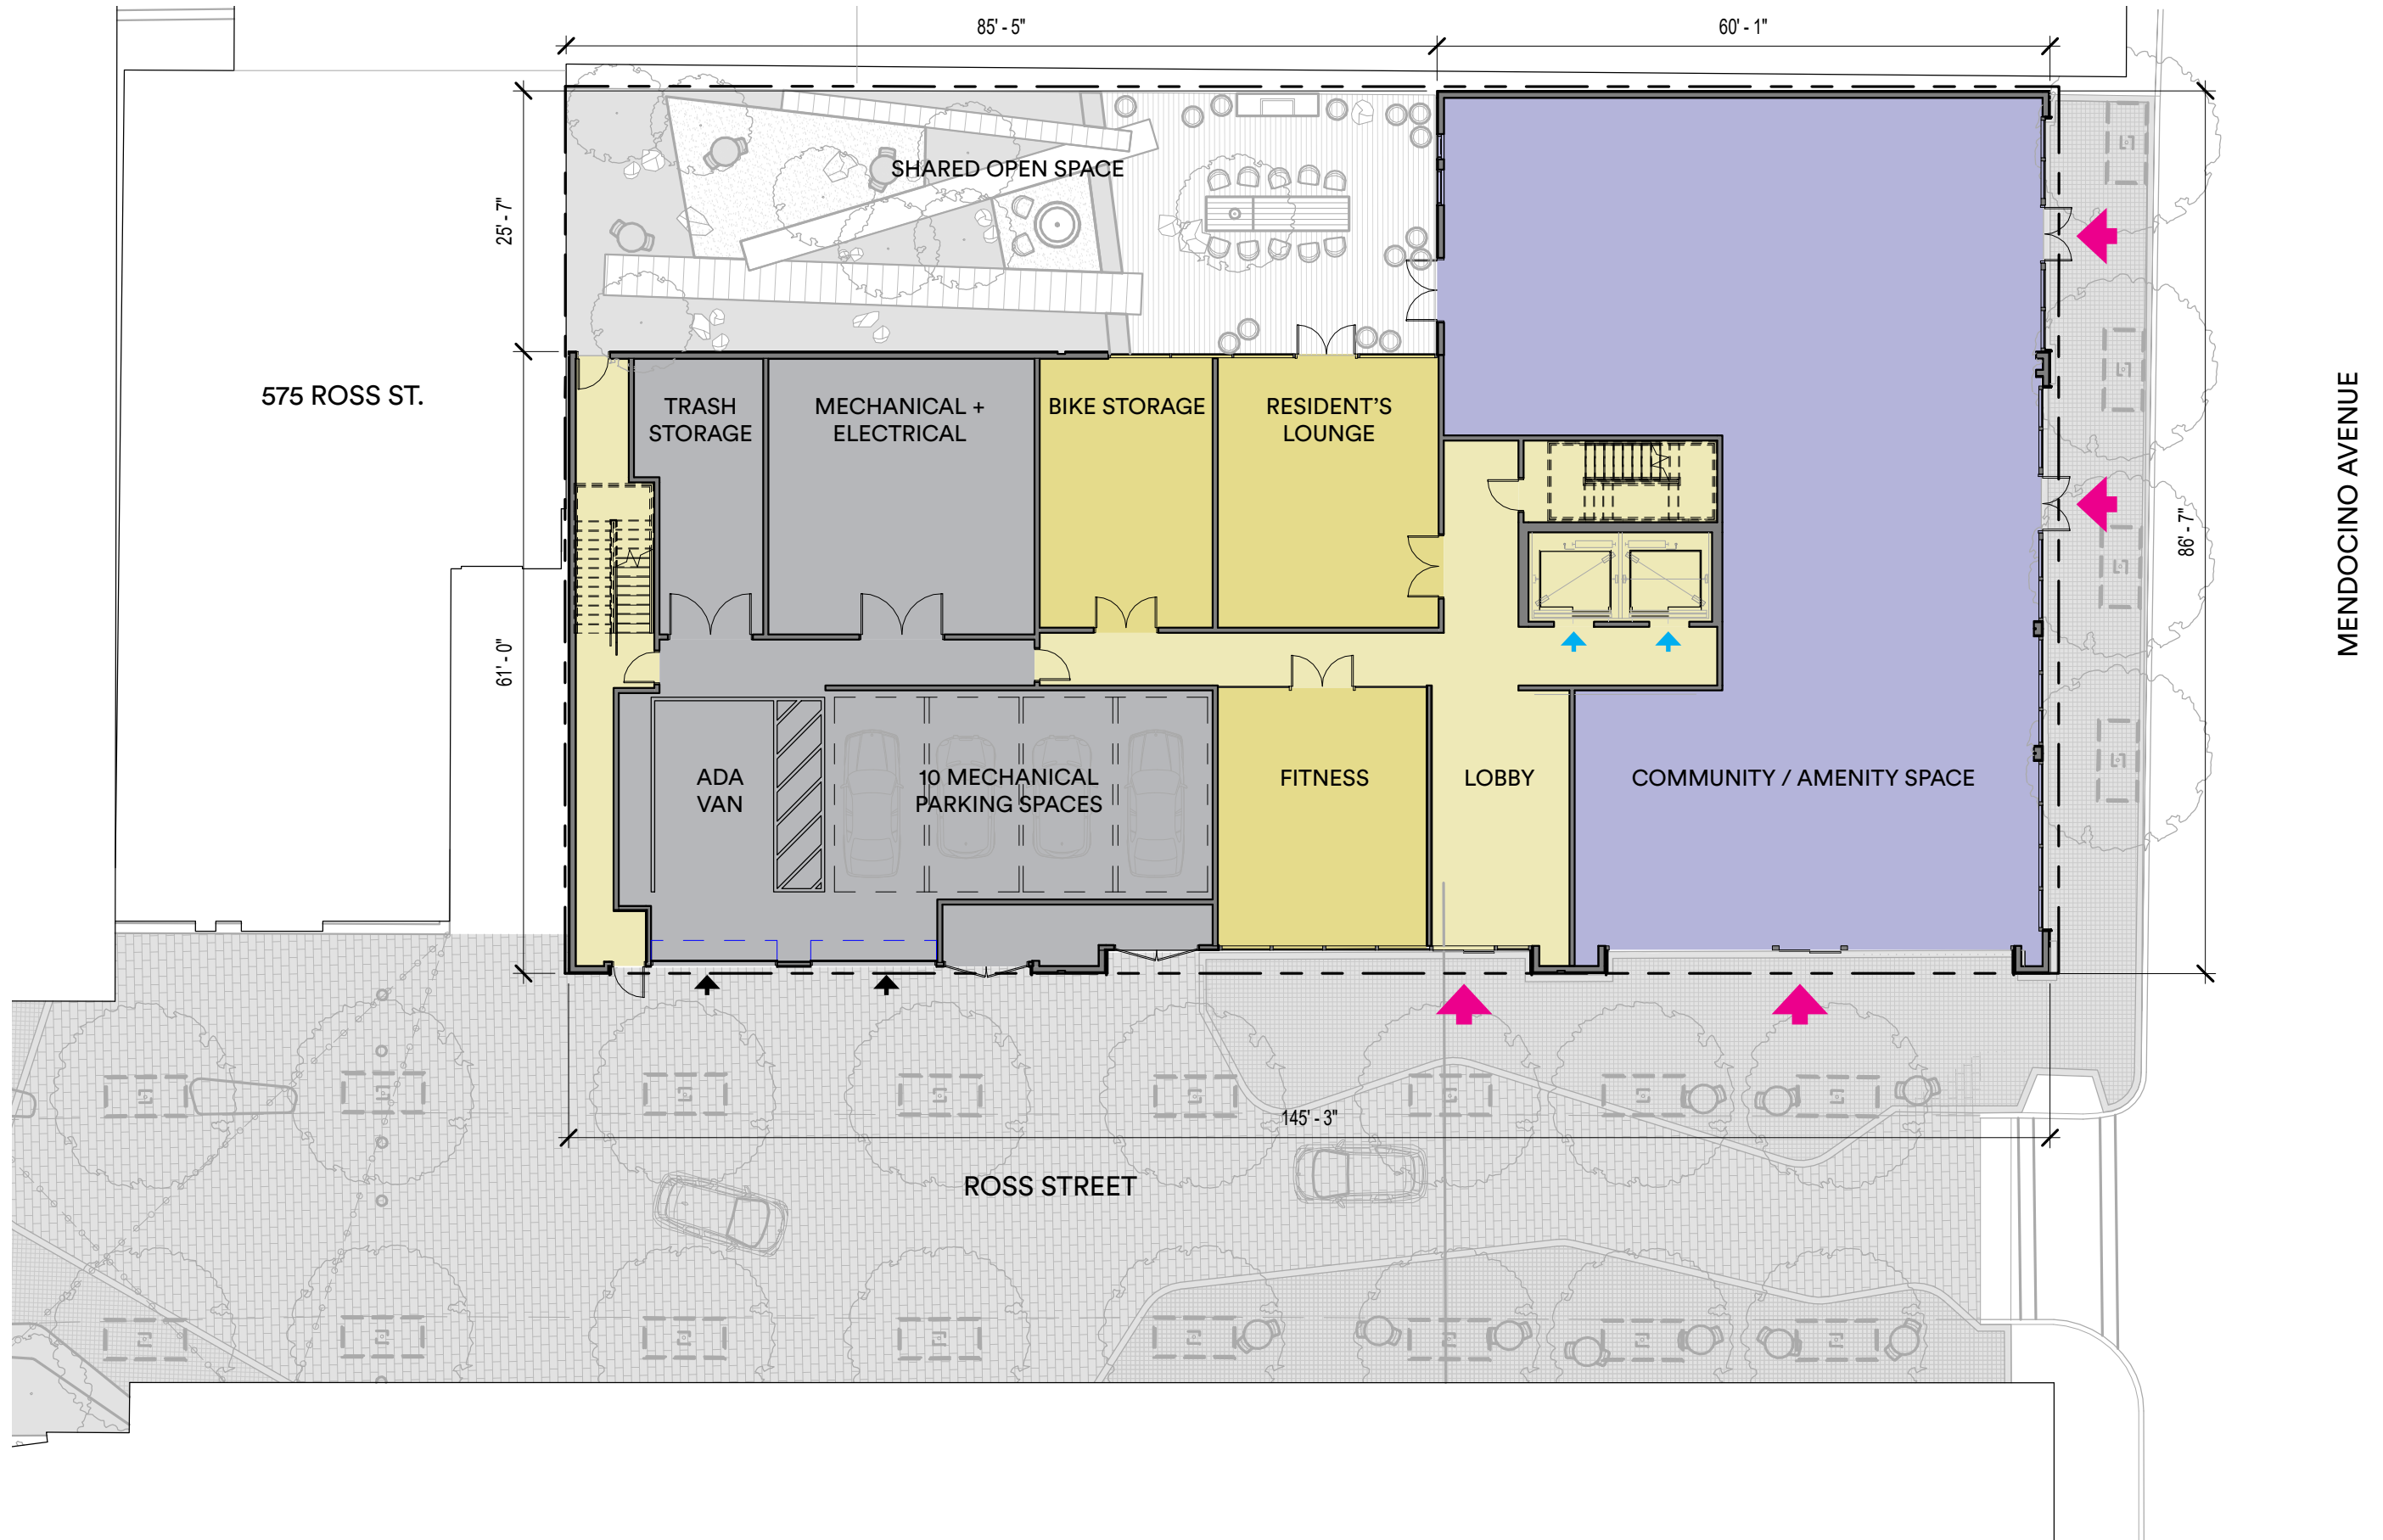 85' - 5"
60' - 1"
SHARED OPEN SPACE
25' - 7"
575 ROSS ST.
TRASH
STORAGE
MECHANICAL +
ELECTRICAL
BIKE STORAGE
RESIDENT’S
LOUNGE
MENDOCINO AVENUE
86' - 7"
61' - 0"
ADA
VAN
10 MECHANICAL
PARKING SPACES
FITNESS
LOBBY
COMMUNITY / AMENITY SPACE
145' - 3"
ROSS STREET